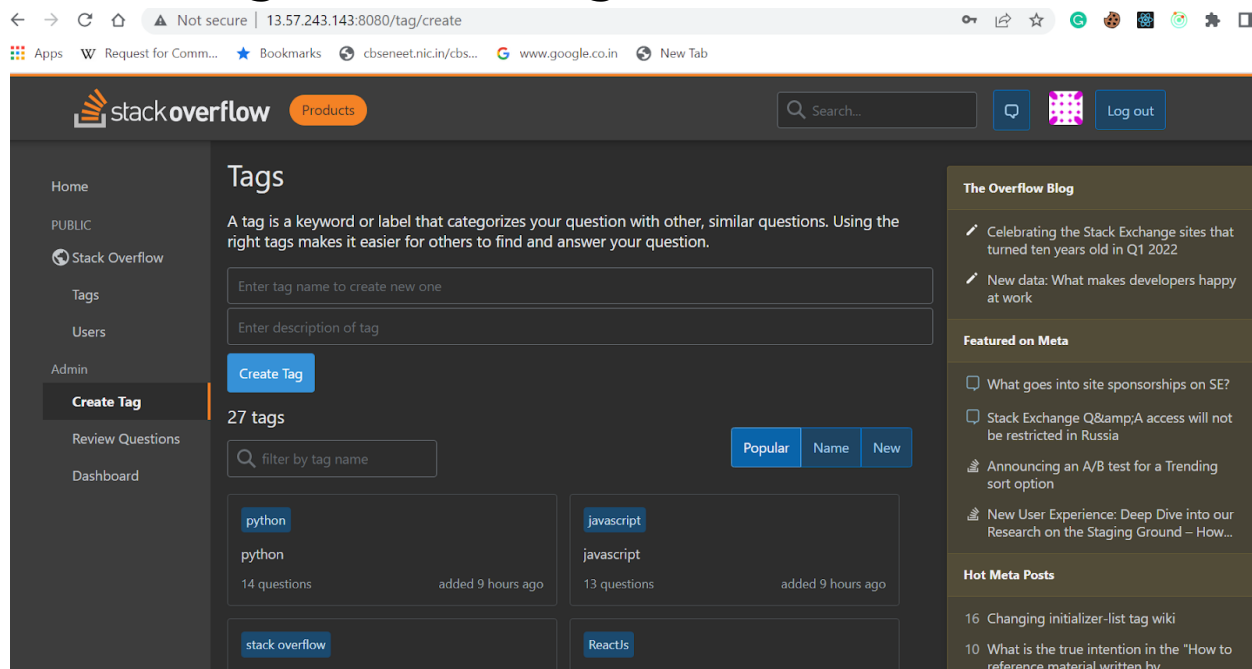 Not secure | 13.57.243.143:8080/tag/create
Apps
W Request for Comm...
Bookmarks
cbseneet.nic.in/cbs...
G www.google.co.in
New Tab
stack overflow
Products
Search...
Log out
Home
PUBLIC
Stack Overflow
Tags
Users
Admin
Create Tag
Review Questions
Dashboard
Tags
A tag is a keyword or label that categorizes your question with other, similar questions. Using the
right tags makes it easier for others to find and answer your question.
Enter tag name to create new one
Enter description of tag
Create Tag
27 tags
filter by tag name
Popular
Name
New
python
python
14 questions
added 9 hours ago
javascript
javascript
13 questions
added 9 hours ago
stack overflow
ReactJs
The Overflow Blog
Celebrating the Stack Exchange sites that
turned ten years old in Q1 2022
New data: What makes developers happy
at work
Featured on Meta
What goes into site sponsorships on SE?
Stack Exchange Q&amp;A access will not
be restricted in Russia
Announcing an A/B test for a Trending
sort option
New User Experience: Deep Dive into our
Research on the Staging Ground – How...
Hot Meta Posts
16 Changing initializer-list tag wiki
10 What is the true intention in the "How to
reference material written by